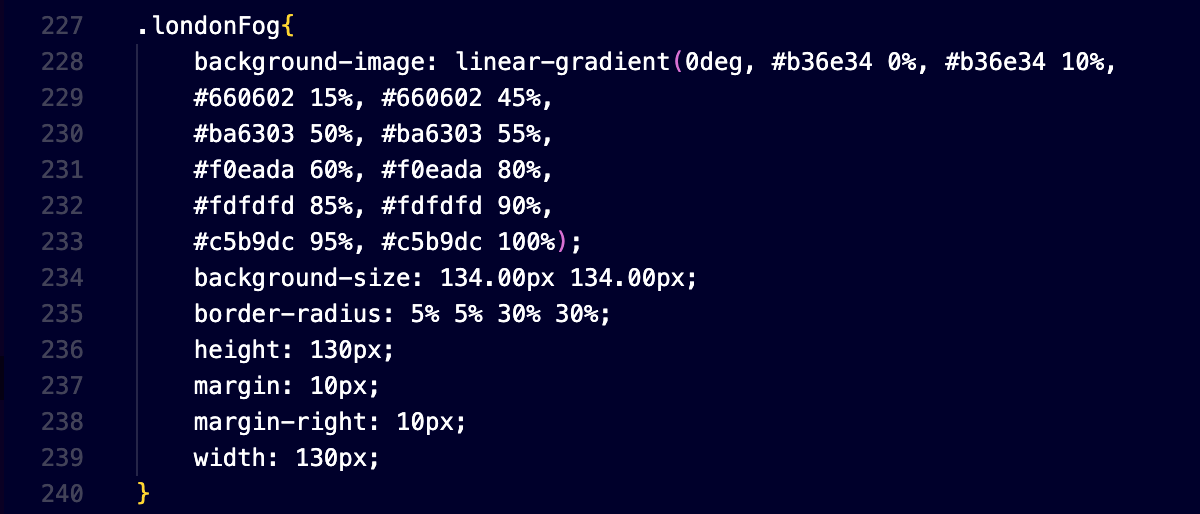 227 .londonFog{
228 background-image: linear-gradient(0deg, #b36e34 0%, #b36e34 10%,
229 #660602 15%, #660602 45%,
230 #ba6303 50%, #ba6303 55%,
231 #f0eada 60%, #f0eada 80%,
232 #fdfdfd 85%, #fdfdfd 90%,
233 #c5b9dc 95%, #c5b9dc 100%);
234 background-size: 134.00px 134.00px;
235 border-radius: 5% 5% 30% 30%;
236 height: 130px;
237 margin: 10px;
238 margin-right: 10px;
239 width: 130px;
240 }